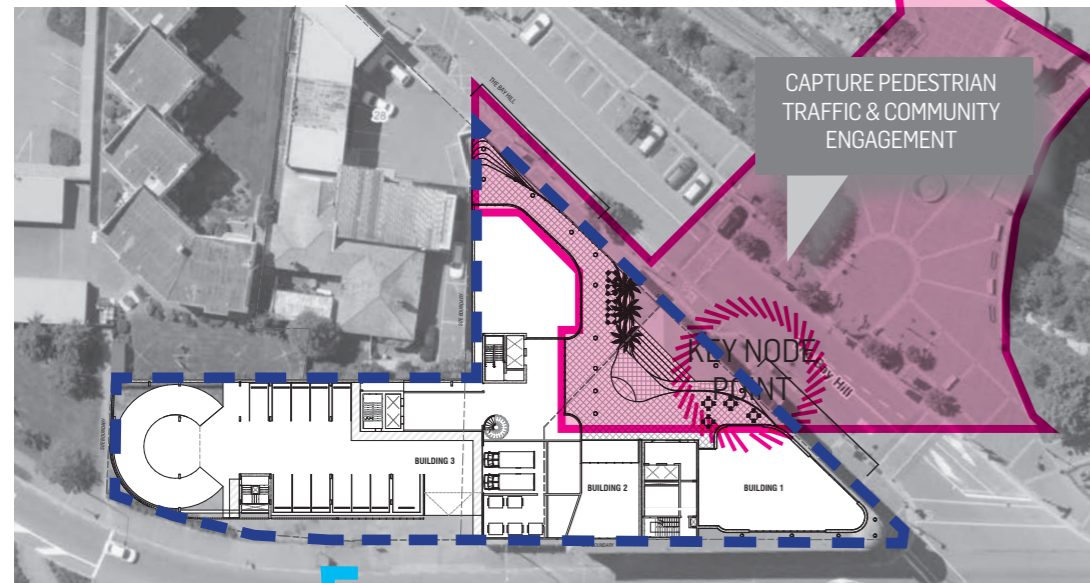 THE BAY HILL
28
CAPTURE PEDESTRIAN
TRAFFIC & COMMUNITY
ENGAGEMENT
KEY NODE
POINT
Hill
BUILDING 3
BUILDING 2
BUILDING 1